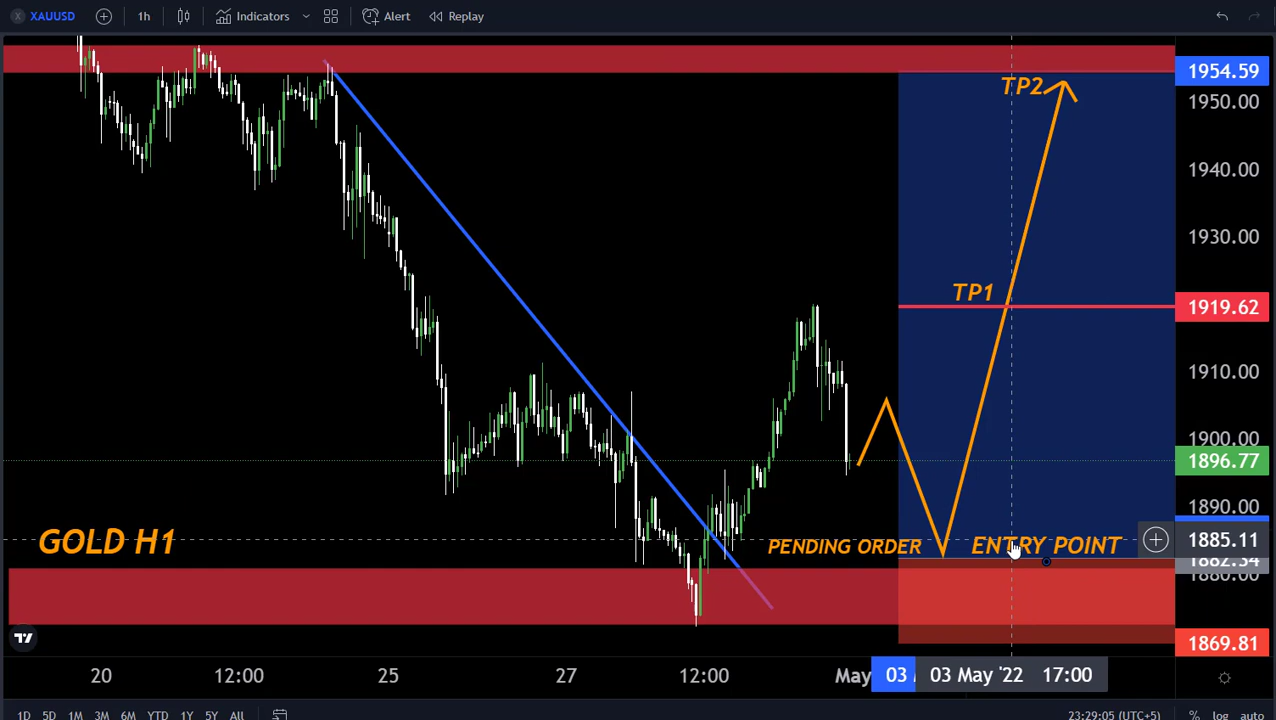 XAUUSD 1h Indicators Alert Replay
1954.59
TP2
1950.00
1940.00
1930.00
TP1
1919.62
1910.00
1900.00
1896.77
1890.00
GOLD H1
PENDING ORDER ENTRY POINT
1885.11
1882.54
1880.00
1869.81
20 12:00 25 27 12:00 May 03 03 May '22 17:00
1D 5D 1M 3M 6M YTD 1Y 5Y All 23:29:05 (UTC+5) % log auto